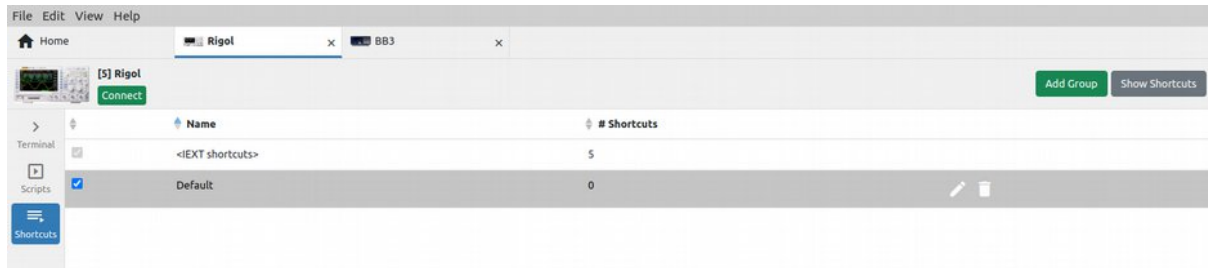 File Edit View Help
Home Rigol x BB3 x
[5] Rigol
Connect
Add Group Show Shortcuts
Name # Shortcuts
Terminal
<IEXT shortcuts> 5
Scripts
Default 0
Shortcuts